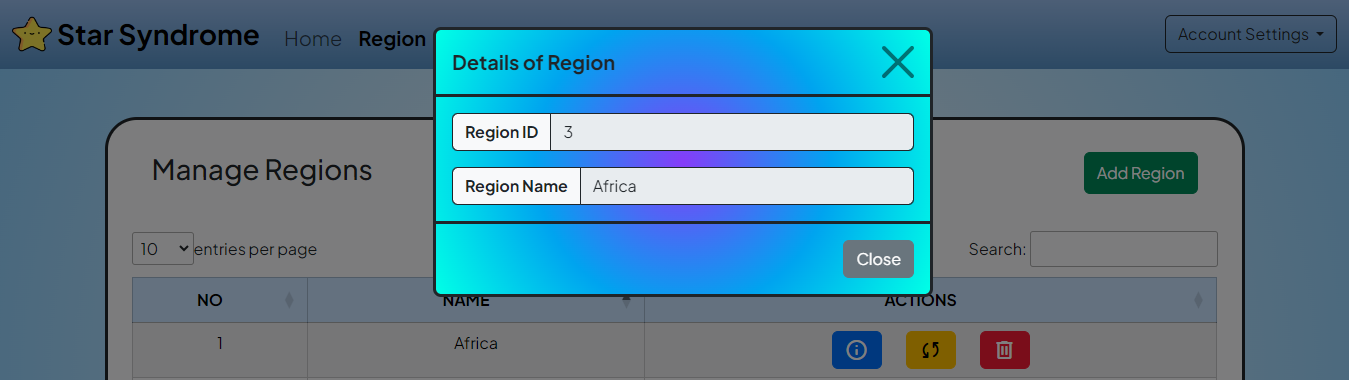 Star Syndrome Home Region Account Settings
Details of Region
Region ID 3
Region Name Africa
Close
Manage Regions Add Region
10 entries per page Search:
NO NAME ACTIONS
1 Africa